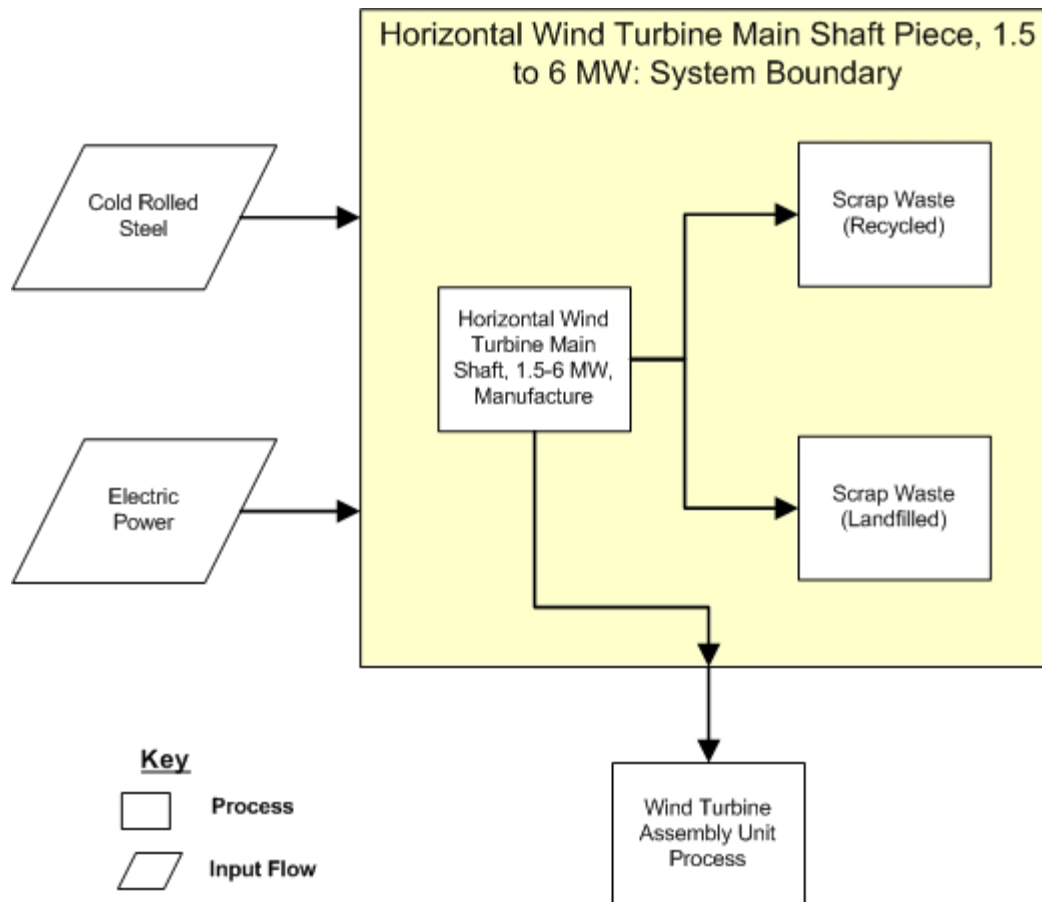 Horizontal Wind Turbine Main Shaft Piece, 1.5
to 6 MW: System Boundary
Cold Rolled
Steel
Scrap Waste
(Recycled)
Horizontal Wind
Turbine Main
Shaft, 1.5-6 MW,
Manufacture
Electric
Power
Scrap Waste
(Landfilled)
Key
Process
Input Flow
Wind Turbine
Assembly Unit
Process